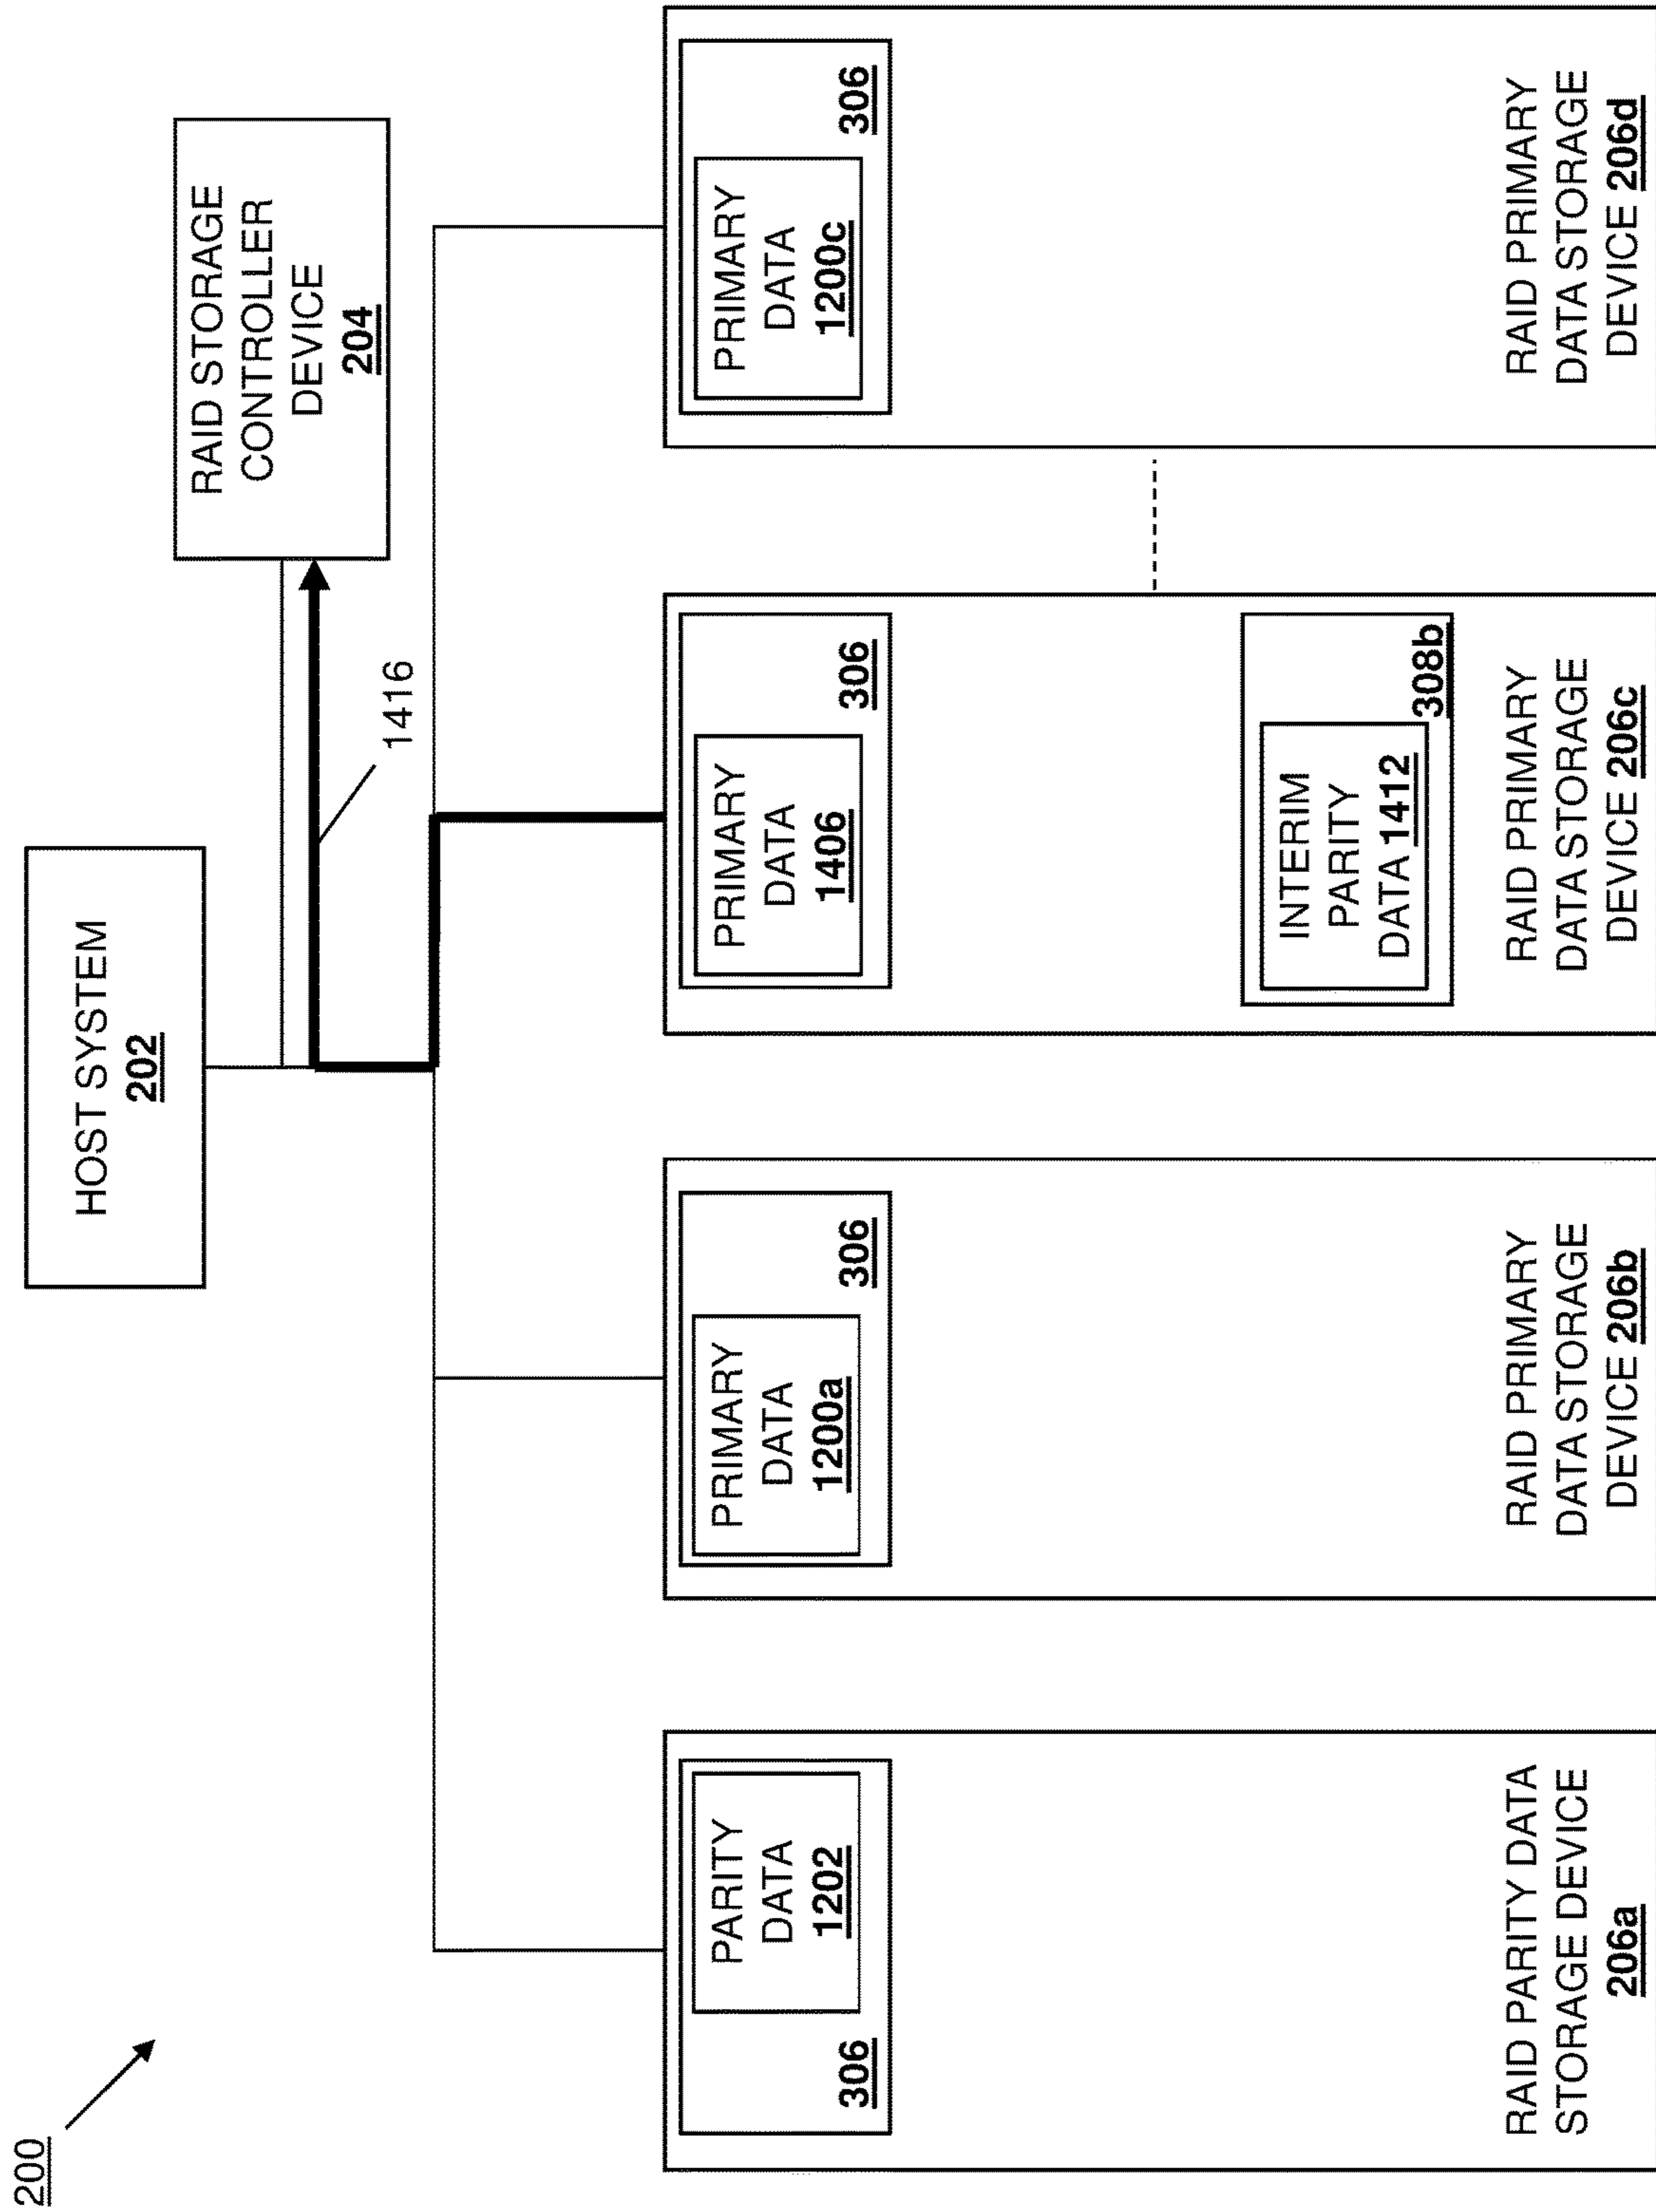 200
HOST SYSTEM
202
RAID STORAGE
CONTROLLER
DEVICE
204
1416
306
PARITY
DATA
1202
RAID PARITY DATA
STORAGE DEVICE
206a
PRIMARY
DATA
1200a
306
RAID PRIMARY
DATA STORAGE
DEVICE 206b
PRIMARY
DATA
1406
306
INTERIM
PARITY
DATA 1412
308b
RAID PRIMARY
DATA STORAGE
DEVICE 206c
PRIMARY
DATA
1200c
306
RAID PRIMARY
DATA STORAGE
DEVICE 206d